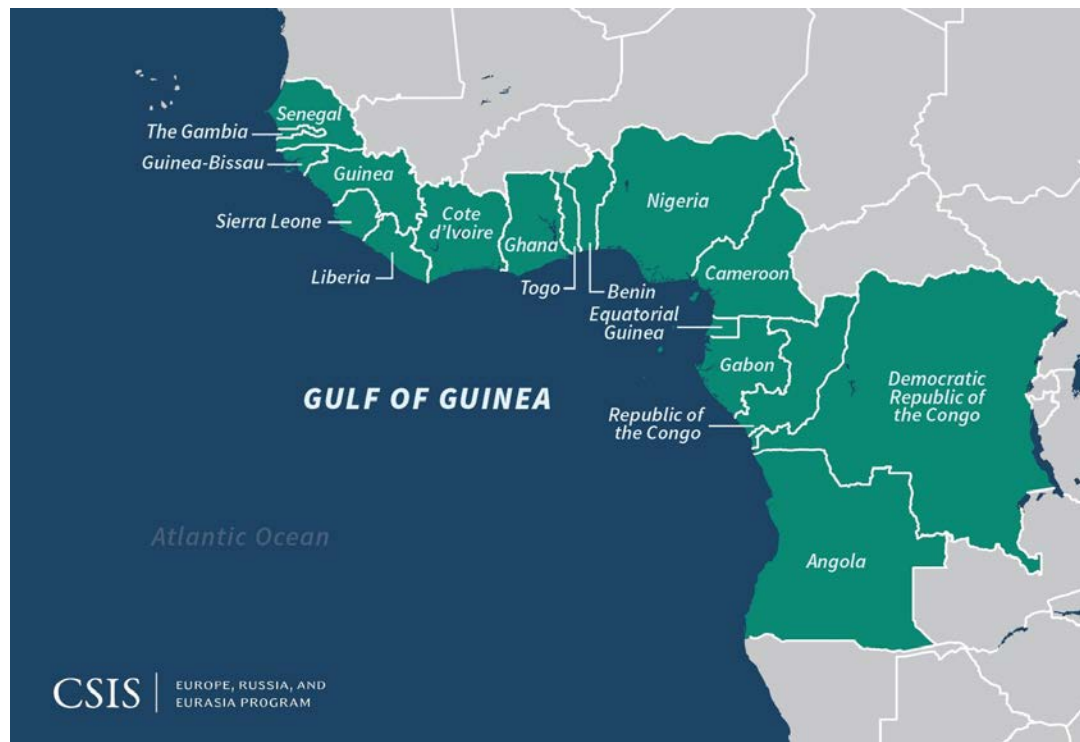 Senegal
The Gambia
Guinea-Bissau
Guinea
Sierra Leone
Cote
d'Ivoire
Ghana
Nigeria
Liberia
Togo
Benin
Cameroon
Equatorial
Guinea
Gabon
Democratic
Republic of
the Congo
GULF OF GUINEA
Republic of
the Congo
Atlantic Ocean
Angola
CSIS
EUROPE, RUSSIA, AND
EURASIA PROGRAM